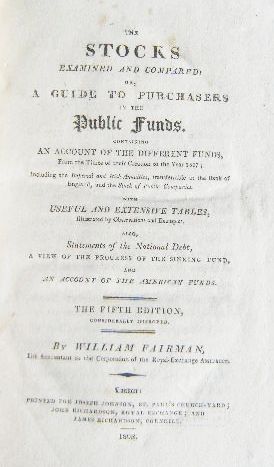 THE
STOCKS
EXAMINED AND COMPARED:
OR,
A GUIDE TO PURCHASERS
IN THE
Public Funds.
CONTAINING
AN ACCOUNT OF THE DIFFERENT FUNDS,
From the Times of their Creation to the Year 1807;
Including the Imperial and Irish Annuities, transferrable at the Bank of
England, and the Stock of Public Companies.
WITH
USEFUL AND EXTENSIVE TABLES,
Illustrated by Observations and Examples.
ALSO,
Statements of the National Debt,
A VIEW OF THE PROGRESS OF THE SINKING FUND,
AND
AN ACCOUNT OF THE AMERICAN FUNDS.
THE FIFTH EDITION,
CONSIDERABLY IMPROVED.
BY WILLIAM FAIRMAN,
Accountant to the Corporation of the Royal-Exchange Assurance.
London:
PRINTED FOR JOSEPH JOHNSON, ST. PAUL'S CHURCH-YARD;
JOHN RICHARDSON, ROYAL EXCHANGE; AND
JAMES RICHARDSON, CORNHILL.
1808.